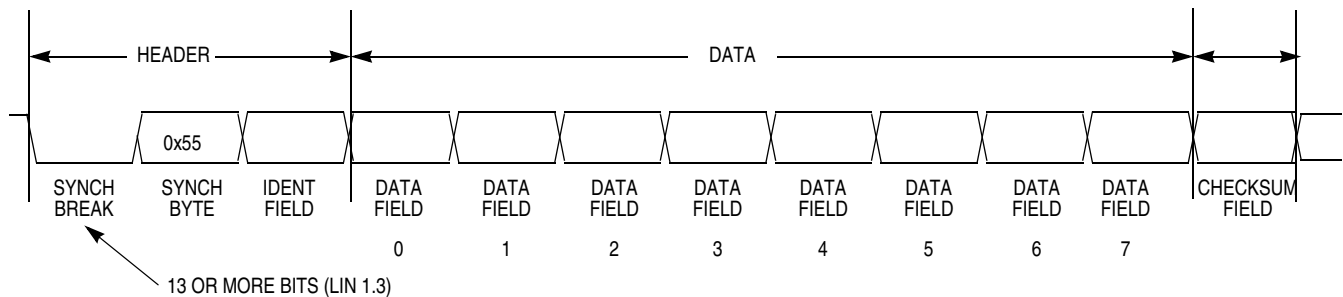 HEADER
DATA
0x55
SYNCH BREAK
SYNCH BYTE
IDENT FIELD
DATA FIELD 0
DATA FIELD 1
DATA FIELD 2
DATA FIELD 3
DATA FIELD 4
DATA FIELD 5
DATA FIELD 6
DATA FIELD 7
CHECKSUM FIELD
13 OR MORE BITS (LIN 1.3)